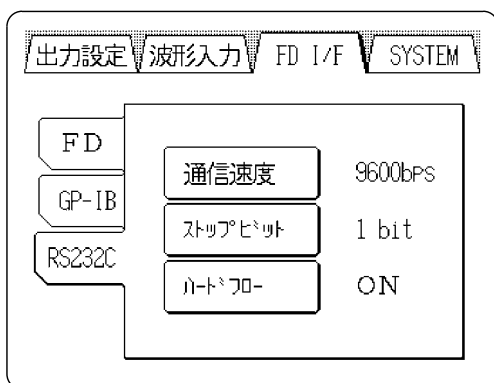 出力設定 波形入力 FD I/F SYSTEM
FD
通信速度 9600bps
GP-IB
ｽﾄｯﾌﾟﾋﾞｯﾄ 1 bit
RS232C
ﾊｰﾄﾞﾌﾛｰ ON